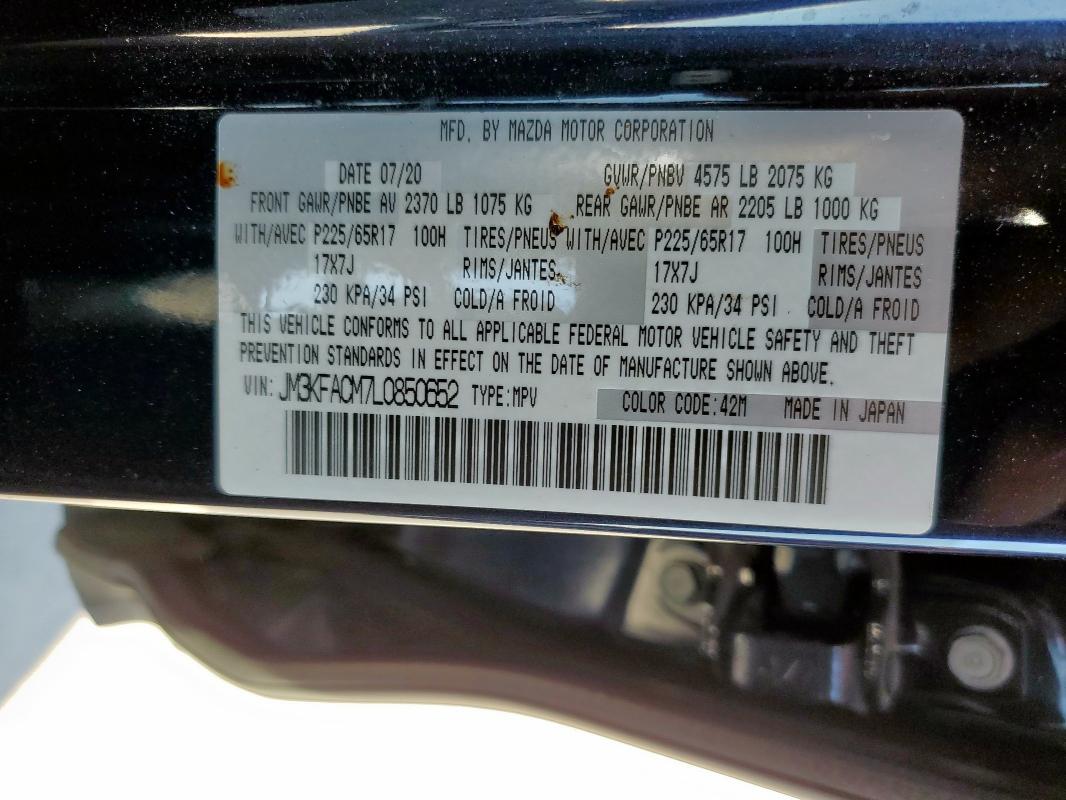 MFD. BY MAZDA MOTOR CORPORATION
DATE 07/20 GVWR/PNBV 4575 LB 2075 KG
FRONT GAWR/PNBE AV 2370 LB 1075 KG REAR GAWR/PNBE AR 2205 LB 1000 KG
WITH/AVEC P225/65R17 100H TIRES/PNEUS WITH/AVEC P225/65R17 100H TIRES/PNEUS
17X7J RIMS/JANTES 17X7J RIMS/JANTES
230 KPA/34 PSI COLD/A FROID 230 KPA/34 PSI COLD/A FROID
THIS VEHICLE CONFORMS TO ALL APPLICABLE FEDERAL MOTOR VEHICLE SAFETY AND THEFT
PREVENTION STANDARDS IN EFFECT ON THE DATE OF MANUFACTURE SHOWN ABOVE.
VIN: JM3KFACM7L0850652 TYPE:MPV COLOR CODE:42M MADE IN JAPAN